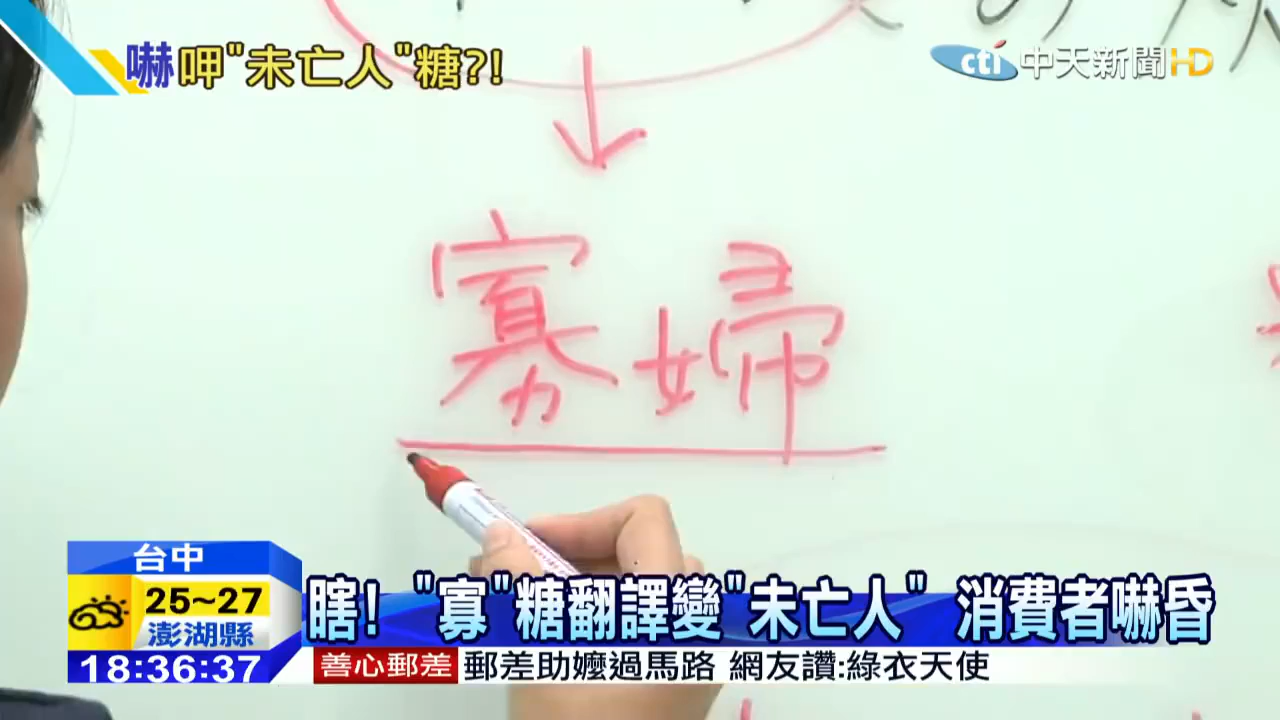 嚇呷"未亡人"糖?!
cti 中天新聞HD
寡婦
台中
25~27
澎湖縣
18:36:37
瞎! "寡"糖翻譯變"未亡人" 消費者嚇昏
善心郵差 郵差助嬤過馬路 網友讚:綠衣天使